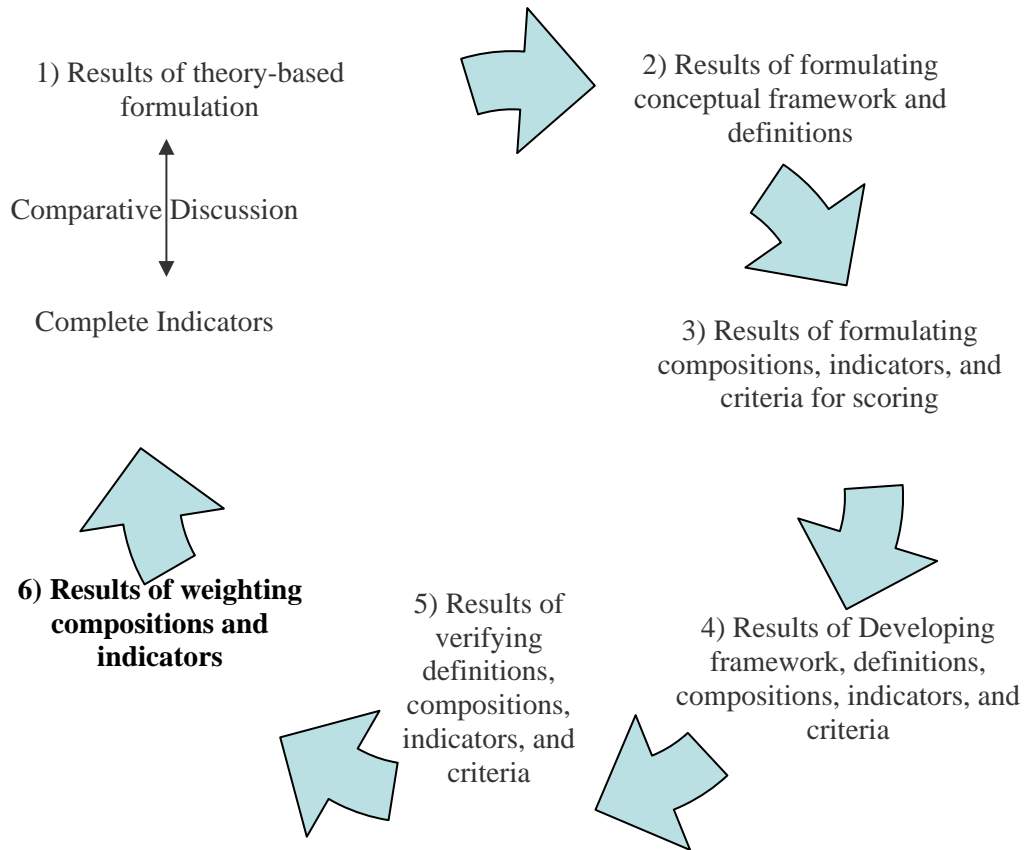 1) Results of theory-based
formulation
Comparative Discussion
Complete Indicators
2) Results of formulating
conceptual framework and
definitions
3) Results of formulating
compositions, indicators, and
criteria for scoring
4) Results of Developing
framework, definitions,
compositions, indicators, and
criteria
5) Results of
verifying
definitions,
compositions,
indicators, and
criteria
6) Results of weighting
compositions and
indicators